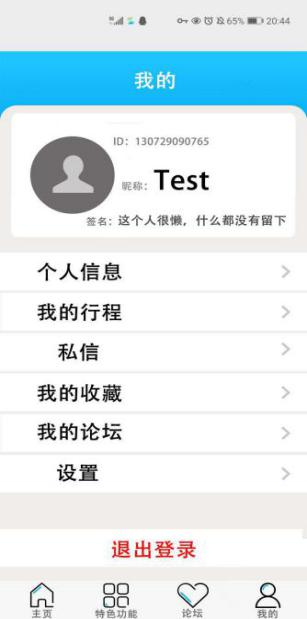 65% 20:44
我的
ID: 130729090765
昵称: Test
签名: 这个人很懒，什么都没有留下
个人信息
我的行程
私信
我的收藏
我的论坛
设置
退出登录
主页 特色功能 论坛 我的